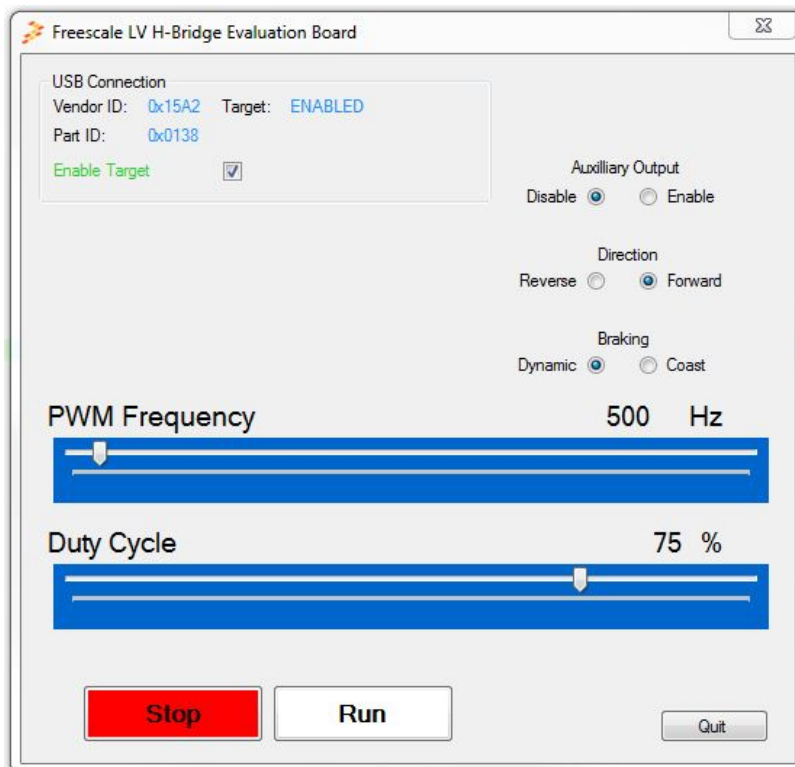 Freescale LV H-Bridge Evaluation Board
USB Connection
Vendor ID: 0x15A2 Target: ENABLED
Part ID: 0x0138
Enable Target
Auxilliary Output
Disable Enable
Direction
Reverse Forward
Braking
Dynamic Coast
PWM Frequency 500 Hz
Duty Cycle 75 %
Stop Run
Quit